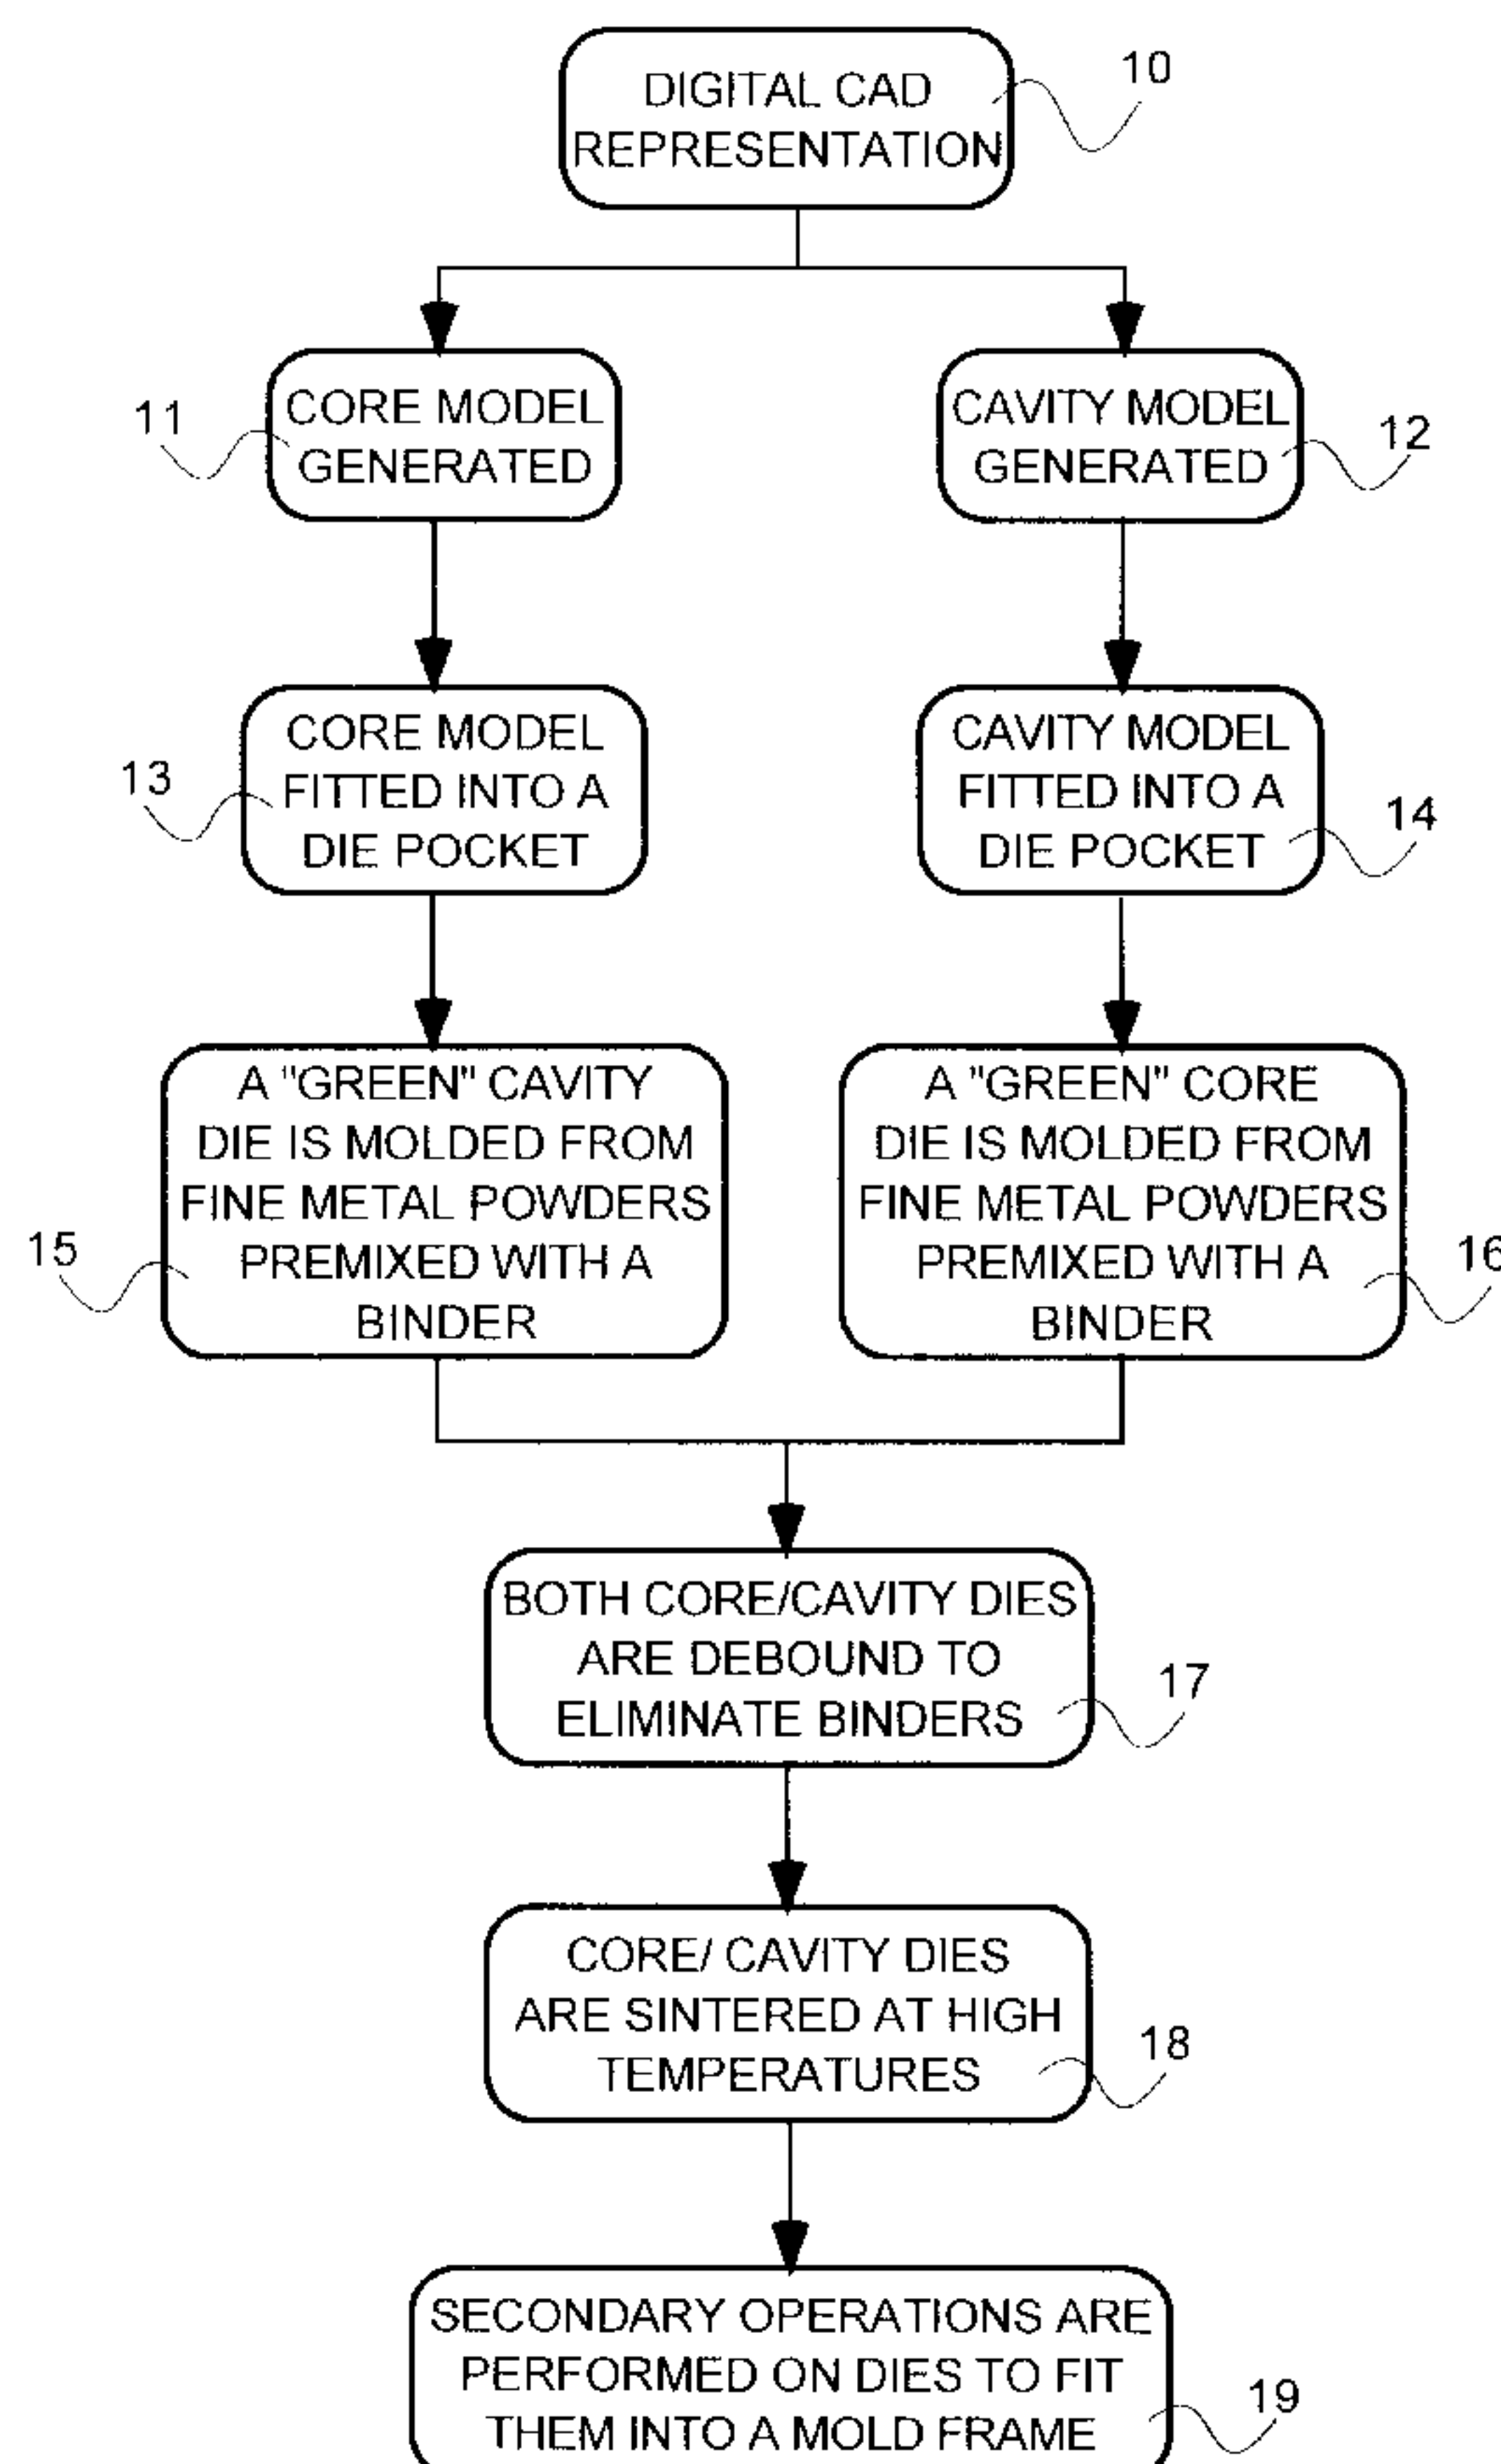 DIGITAL CAD
REPRESENTATION
10
CORE MODEL
GENERATED
11
CAVITY MODEL
GENERATED
12
CORE MODEL
FITTED INTO A
DIE POCKET
13
CAVITY MODEL
FITTED INTO A
DIE POCKET
14
A "GREEN" CAVITY
DIE IS MOLDED FROM
FINE METAL POWDERS
PREMIXED WITH A
BINDER
15
A "GREEN" CORE
DIE IS MOLDED FROM
FINE METAL POWDERS
PREMIXED WITH A
BINDER
16
BOTH CORE/CAVITY DIES
ARE DEBOUND TO
ELIMINATE BINDERS
17
CORE/ CAVITY DIES
ARE SINTERED AT HIGH
TEMPERATURES
18
SECONDARY OPERATIONS ARE
PERFORMED ON DIES TO FIT
THEM INTO A MOLD FRAME
19